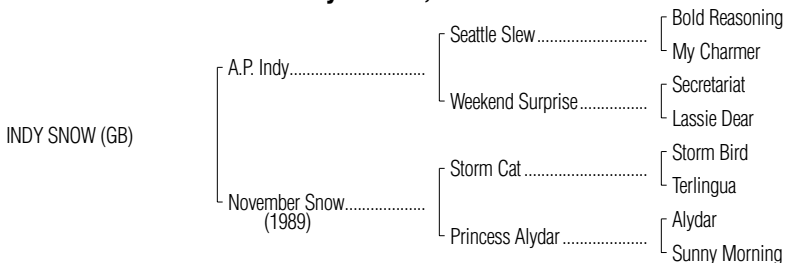 Bold Reasoning
Seattle Slew
My Charmer
A.P. Indy
Secretariat
Weekend Surprise
Lassie Dear
INDY SNOW (GB)
Storm Bird
Storm Cat
Terlingua
November Snow
(1989)
Alydar
Princess Alydar
Sunny Morning